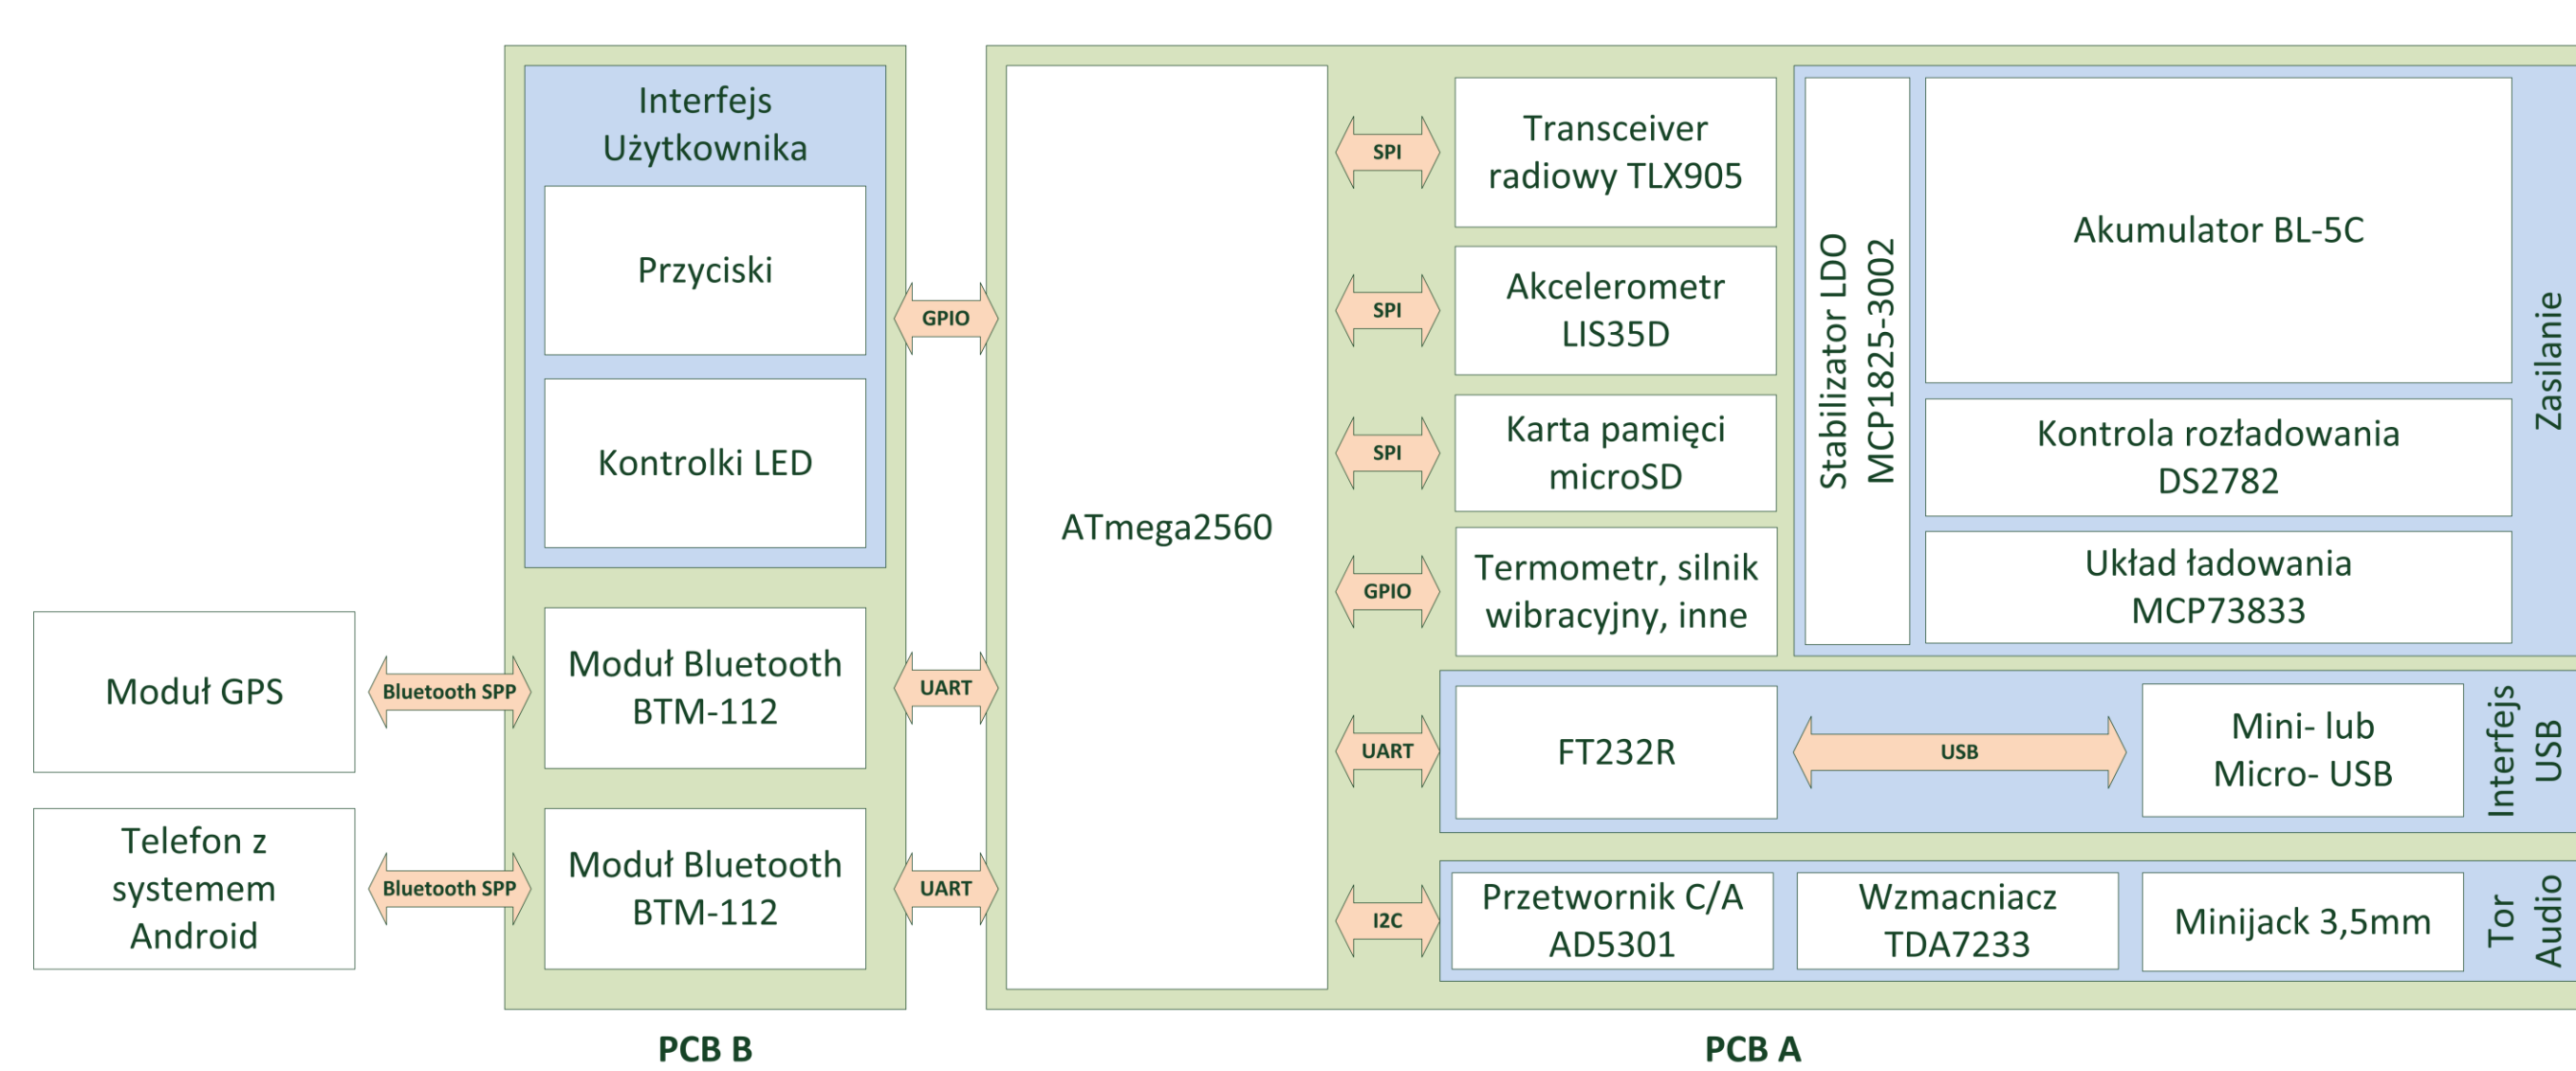 Interfejs
Użytkownika
Przyciski
Kontrolki LED
GPIO
Moduł GPS
Bluetooth SPP
Moduł Bluetooth
BTM-112
UART
Telefon z
systemem
Android
Bluetooth SPP
Moduł Bluetooth
BTM-112
UART
PCB B
ATmega2560
SPI
Transceiver
radiowy TLX905
SPI
Akcelerometr
LIS35D
SPI
Karta pamięci
microSD
GPIO
Termometr, silnik
wibracyjny, inne
Stabilizator LDO
MCP1825-3002
Akumulator BL-5C
Kontrola rozładowania
DS2782
Układ ładowania
MCP73833
Zasilanie
UART
FT232R
USB
Mini- lub
Micro- USB
Interfejs
USB
I2C
Przetwornik C/A
AD5301
Wzmacniacz
TDA7233
Minijack 3,5mm
Tor
Audio
PCB A